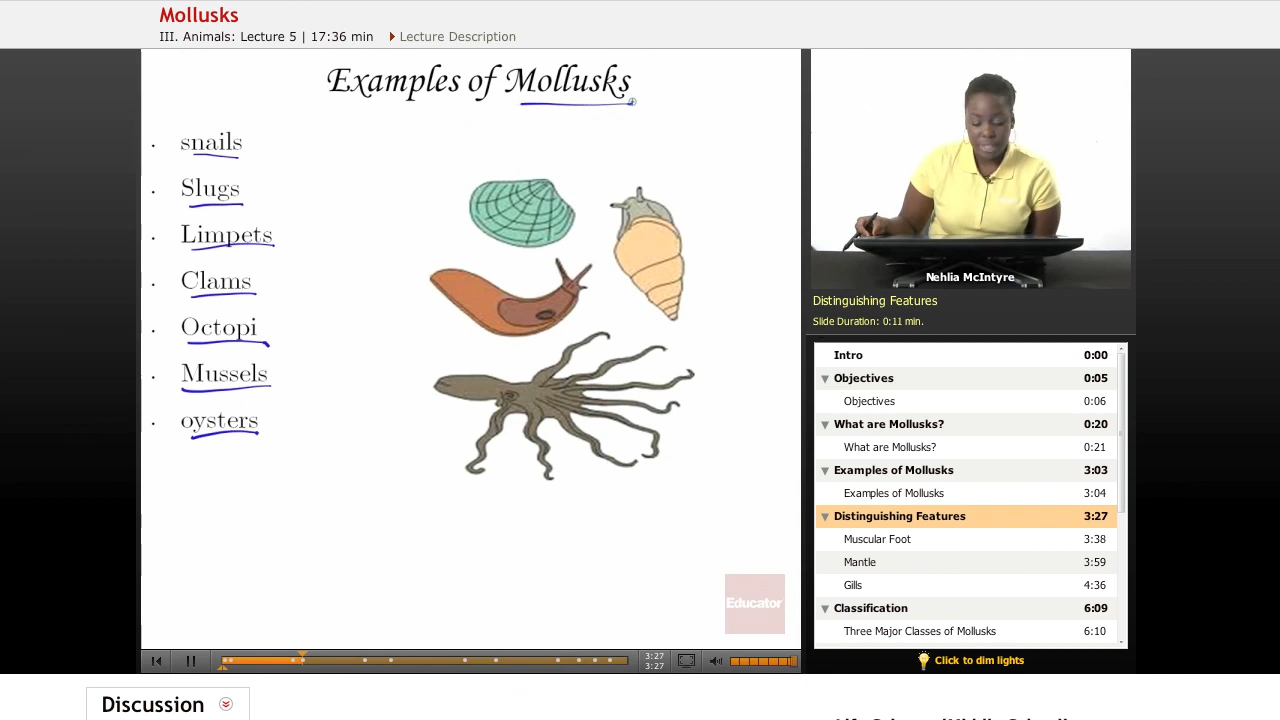 Mollusks
III. Animals: Lecture 5 | 17:36 min Lecture Description
Examples of Mollusks
· snails
· Slugs
· Limpets
· Clams
· Octopi
· Mussels
· oysters
Educator
3:27
3:27
Nehlia McIntyre
Distinguishing Features
Slide Duration: 0:11 min.
Intro 0:00
Objectives 0:05
Objectives 0:06
What are Mollusks? 0:20
What are Mollusks? 0:21
Examples of Mollusks 3:03
Examples of Mollusks 3:04
Distinguishing Features 3:27
Muscular Foot 3:38
Mantle 3:59
Gills 4:36
Classification 6:09
Three Major Classes of Mollusks 6:10
Click to dim lights
Discussion